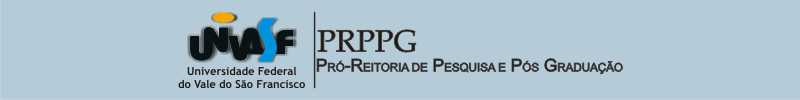 UNIVASF
Universidade Federal
do Vale do São Francisco
PRPPG
PRÓ-REITORIA DE PESQUISA E PÓS GRADUAÇÃO